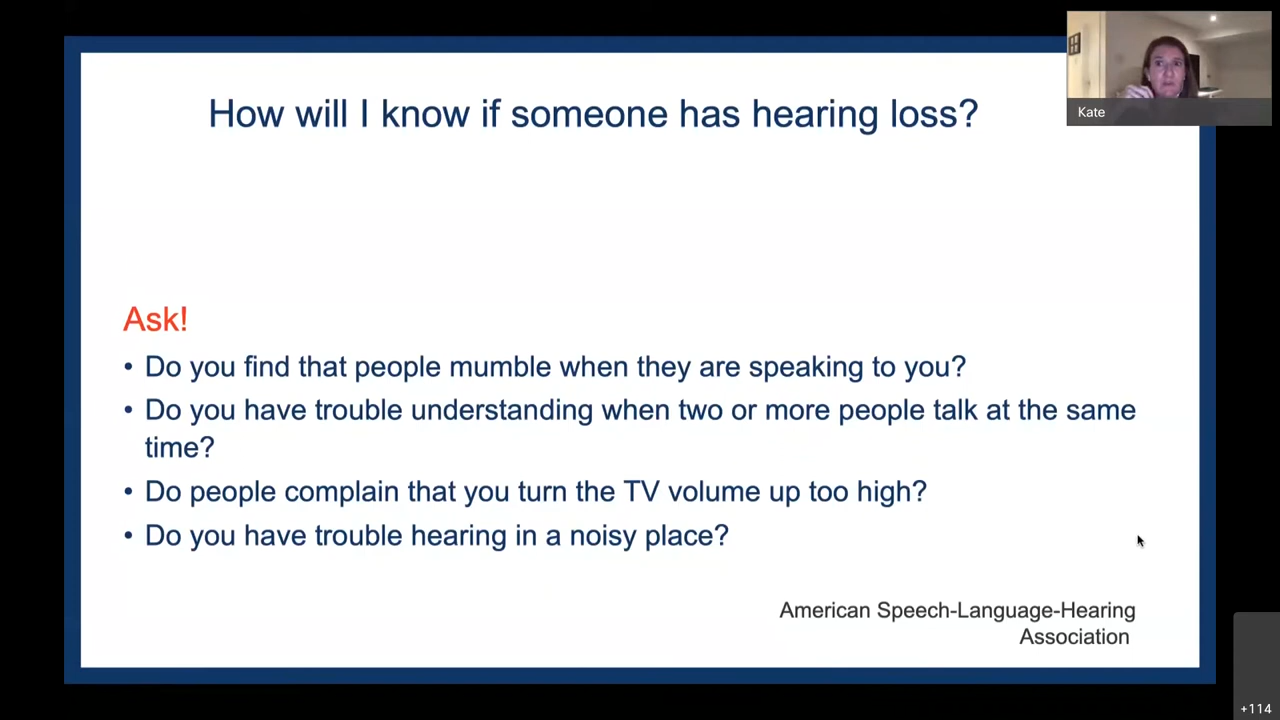 How will I know if someone has hearing loss?
Kate
Ask!
• Do you find that people mumble when they are speaking to you?
• Do you have trouble understanding when two or more people talk at the same
time?
• Do people complain that you turn the TV volume up too high?
• Do you have trouble hearing in a noisy place?
American Speech-Language-Hearing
Association
+114